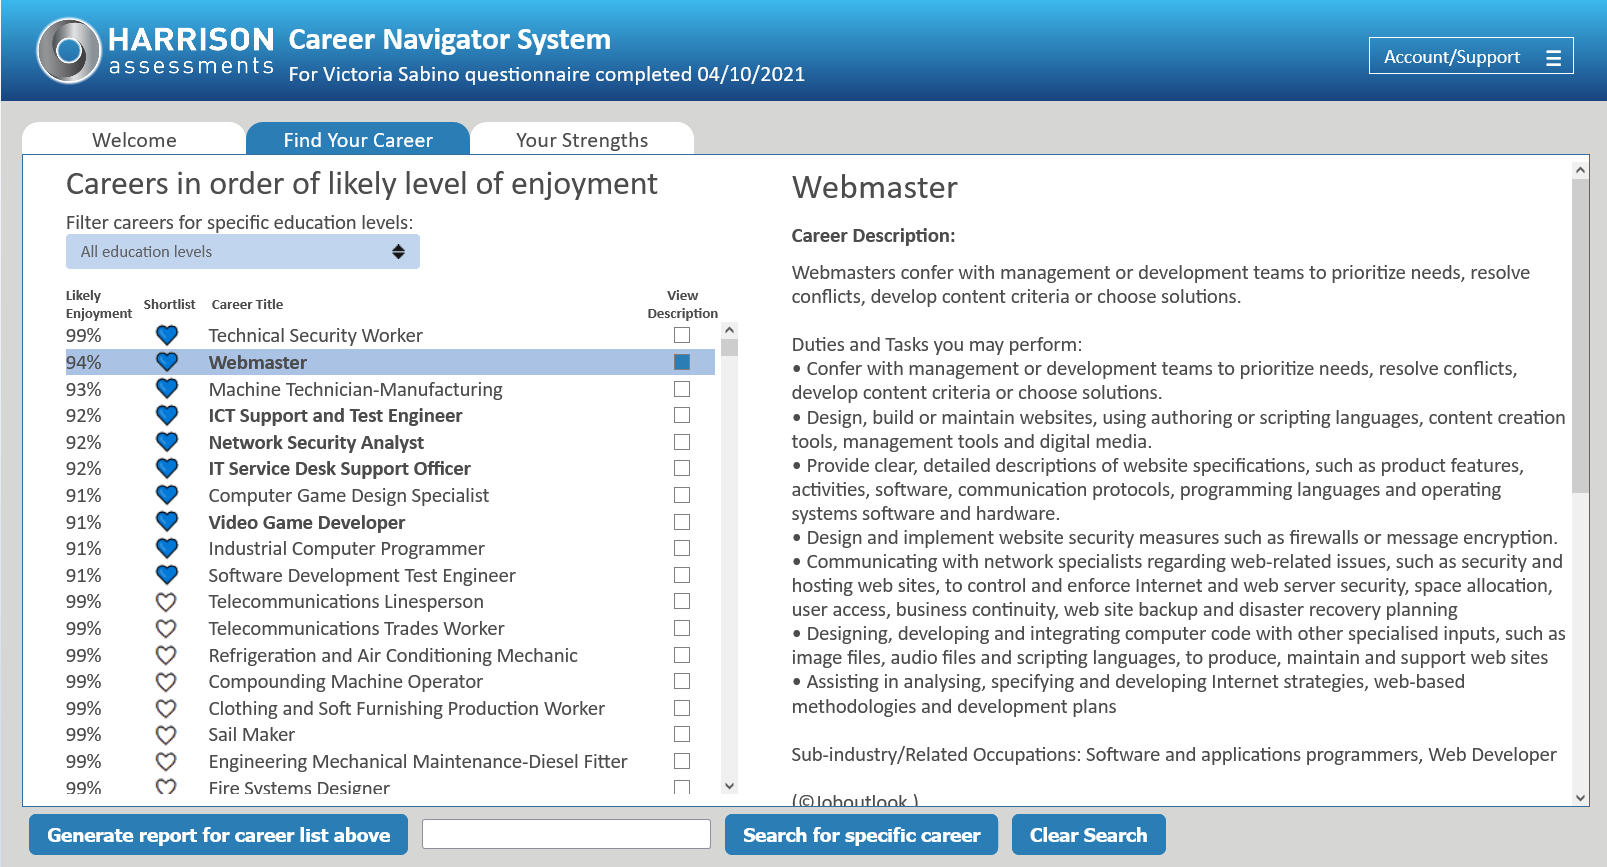 HARRISON
assessments
Career Navigator System
For Victoria Sabino questionnaire completed 04/10/2021
Account/Support
Welcome
Find Your Career
Your Strengths
Careers in order of likely level of enjoyment
Filter careers for specific education levels:
All education levels
Likely
Enjoyment
Shortlist
Career Title
View
Description
99% Technical Security Worker
94% Webmaster
93% Machine Technician-Manufacturing
92% ICT Support and Test Engineer
92% Network Security Analyst
92% IT Service Desk Support Officer
91% Computer Game Design Specialist
91% Video Game Developer
91% Industrial Computer Programmer
91% Software Development Test Engineer
99% Telecommunications Linesperson
99% Telecommunications Trades Worker
99% Refrigeration and Air Conditioning Mechanic
99% Compounding Machine Operator
99% Clothing and Soft Furnishing Production Worker
99% Sail Maker
99% Engineering Mechanical Maintenance-Diesel Fitter
99% Fire Systems Designer
Webmaster
Career Description:
Webmasters confer with management or development teams to prioritize needs, resolve
conflicts, develop content criteria or choose solutions.
Duties and Tasks you may perform:
• Confer with management or development teams to prioritize needs, resolve conflicts,
develop content criteria or choose solutions.
• Design, build or maintain websites, using authoring or scripting languages, content creation
tools, management tools and digital media.
• Provide clear, detailed descriptions of website specifications, such as product features,
activities, software, communication protocols, programming languages and operating
systems software and hardware.
• Design and implement website security measures such as firewalls or message encryption.
• Communicating with network specialists regarding web-related issues, such as security and
hosting web sites, to control and enforce Internet and web server security, space allocation,
user access, business continuity, web site backup and disaster recovery planning
• Designing, developing and integrating computer code with other specialised inputs, such as
image files, audio files and scripting languages, to produce, maintain and support web sites
• Assisting in analysing, specifying and developing Internet strategies, web-based
methodologies and development plans
Sub-industry/Related Occupations: Software and applications programmers, Web Developer
(©Joboutlook )
Generate report for career list above
Search for specific career
Clear Search